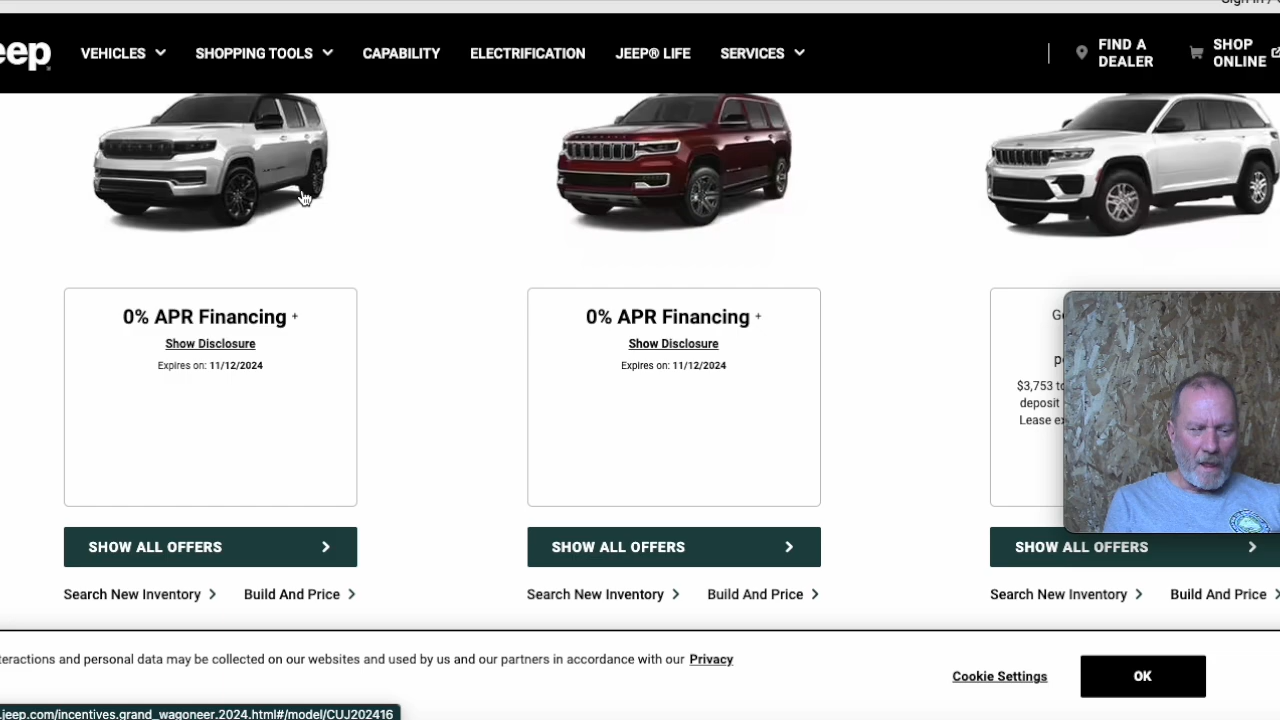 eep
VEHICLES
SHOPPING TOOLS
CAPABILITY
ELECTRIFICATION
JEEP® LIFE
SERVICES
FIND A
DEALER
SHOP
ONLINE
0% APR Financing +
Show Disclosure
Expires on: 11/12/2024
0% APR Financing +
Show Disclosure
Expires on: 11/12/2024
$3,753
deposit
Lease
SHOW ALL OFFERS
SHOW ALL OFFERS
SHOW ALL OFFERS
Search New Inventory
Build And Price
Search New Inventory
Build And Price
Search New Inventory
Build And Price
teractions and personal data may be collected on our websites and used by us and our partners in accordance with our Privacy
Cookie Settings
OK
.jeep.com/incentives.grand_wagoneer.2024.html#/model/CUJ202416